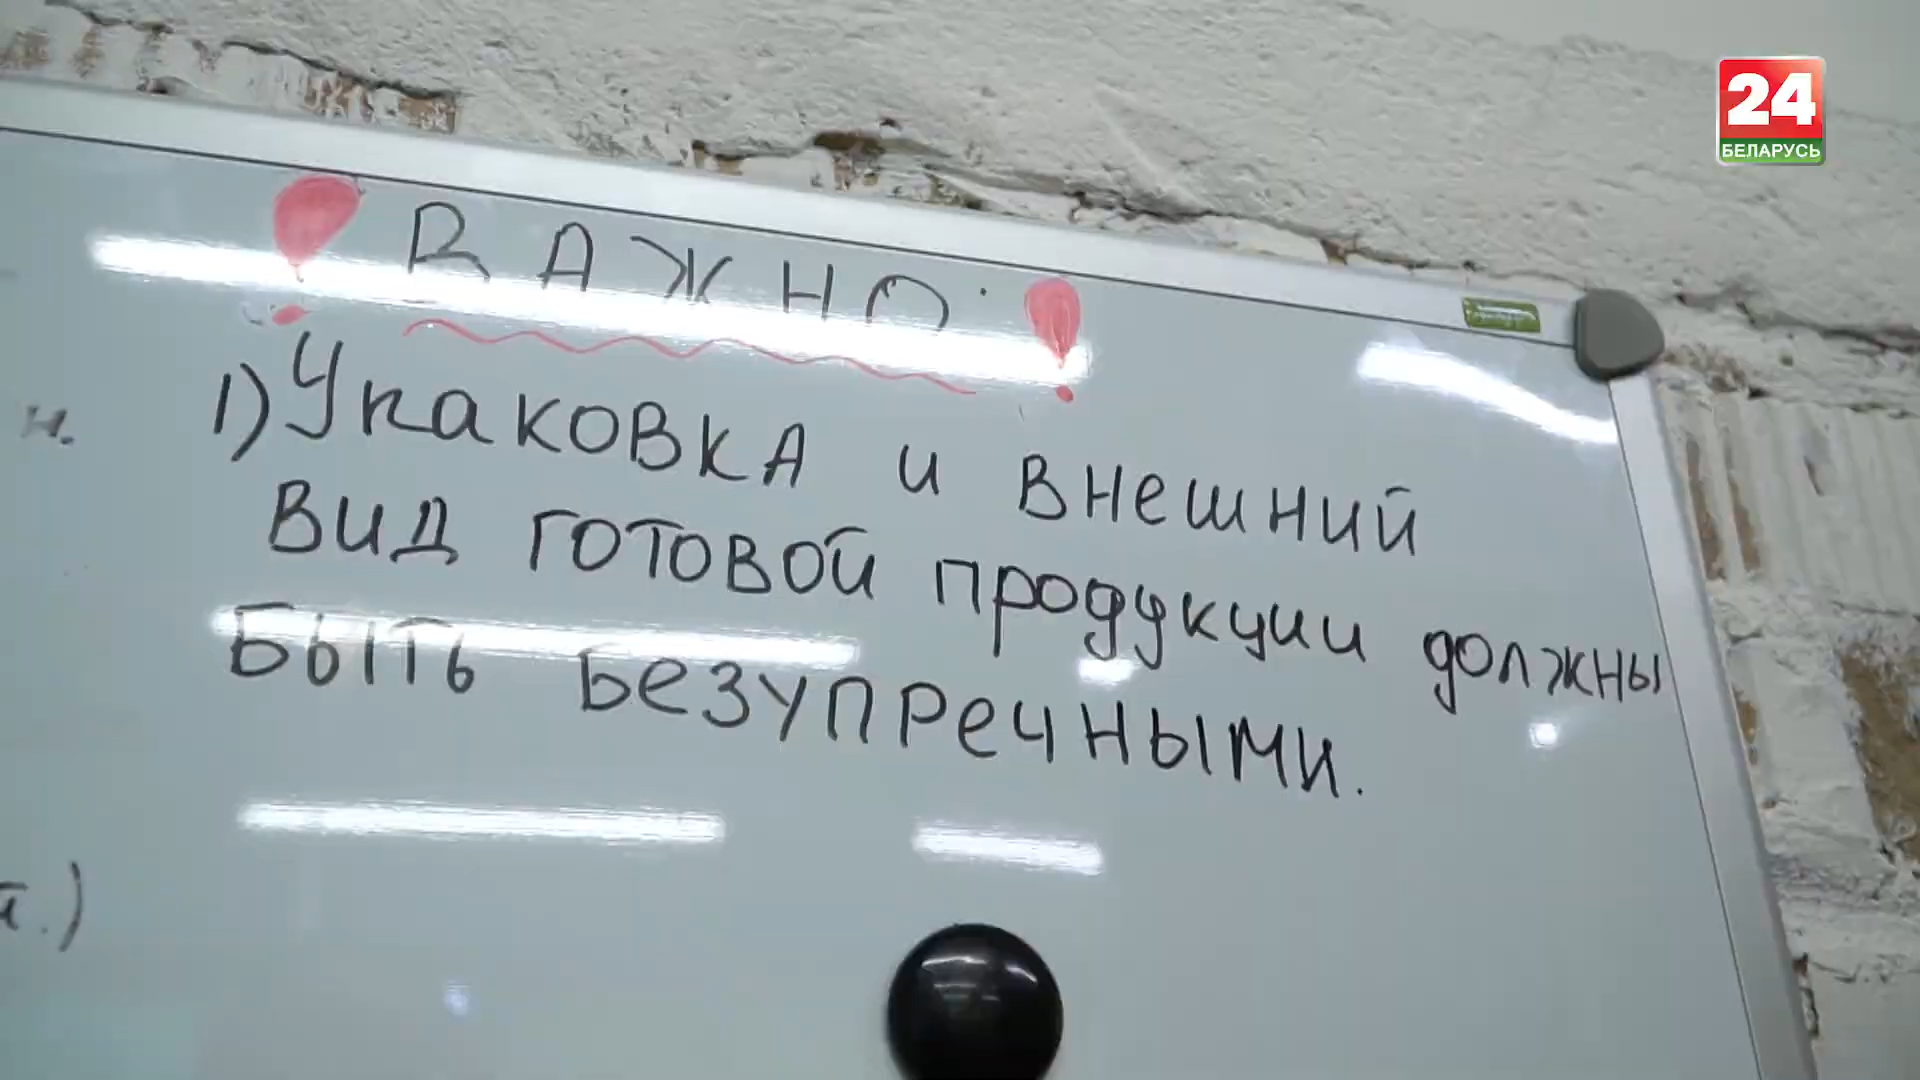 24
БЕЛАРУСЬ
! ВАЖНО !
1) Упаковка и внешний
вид готовой продукции должны
быть безупречными.
н.